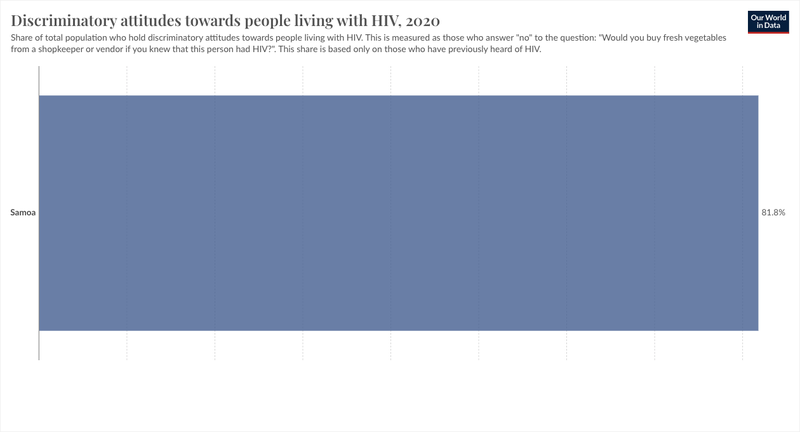 Discriminatory attitudes towards people living with HIV, 2020
Our World
in Data
Share of total population who hold discriminatory attitudes towards people living with HIV. This is measured as those who answer "no" to the question: "Would you buy fresh vegetables
from a shopkeeper or vendor if you knew that this person had HIV?". This share is based only on those who have previously heard of HIV.
Samoa
81.8%